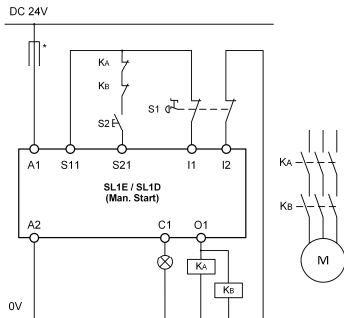 DC 24V
*
KA
KB
S1
S2
A1 S11 S21 I1 I2
SL1E / SL1D
(Man. Start)
A2 C1 O1
KA
KB
0V
KA
KB
M